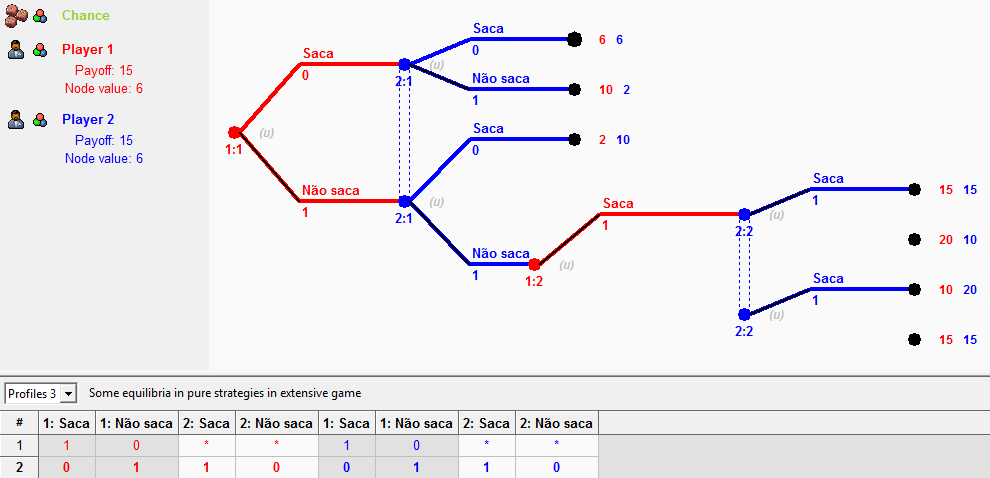 Chance
Player 1
Payoff: 15
Node value: 6
Player 2
Payoff: 15
Node value: 6
Saca
0
6 6
Saca
0
2:1
(u)
Não saca
1
10 2
1:1
(u)
Saca
0
2 10
Não saca
1
2:1
(u)
Saca
1
Saca
1
15 15
2:2
(u)
20 10
Não saca
1
1:2
(u)
Saca
1
10 20
2:2
(u)
15 15
Profiles 3
Some equilibria in pure strategies in extensive game
# 1: Saca 1: Não saca 2: Saca 2: Não saca 1: Saca 1: Não saca 2: Saca 2: Não saca
1 1 0 * * 1 0 * *
2 0 1 1 0 0 1 1 0